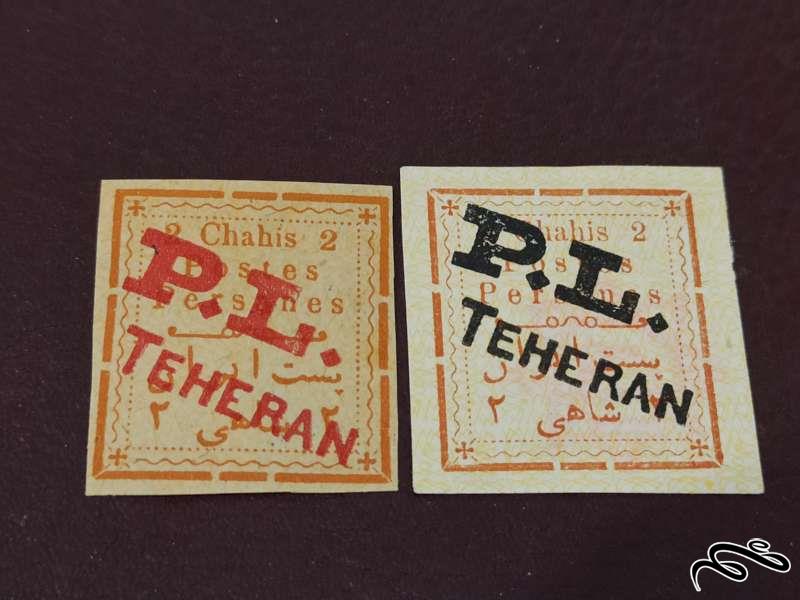 2 Chahis 2
Postes
Persanes
پست ایران
۲ شاهی ۲
P.L.
TEHERAN
2 Chahis 2
Postes
Persanes
پست ایران
۲ شاهی ۲
P.L.
TEHERAN